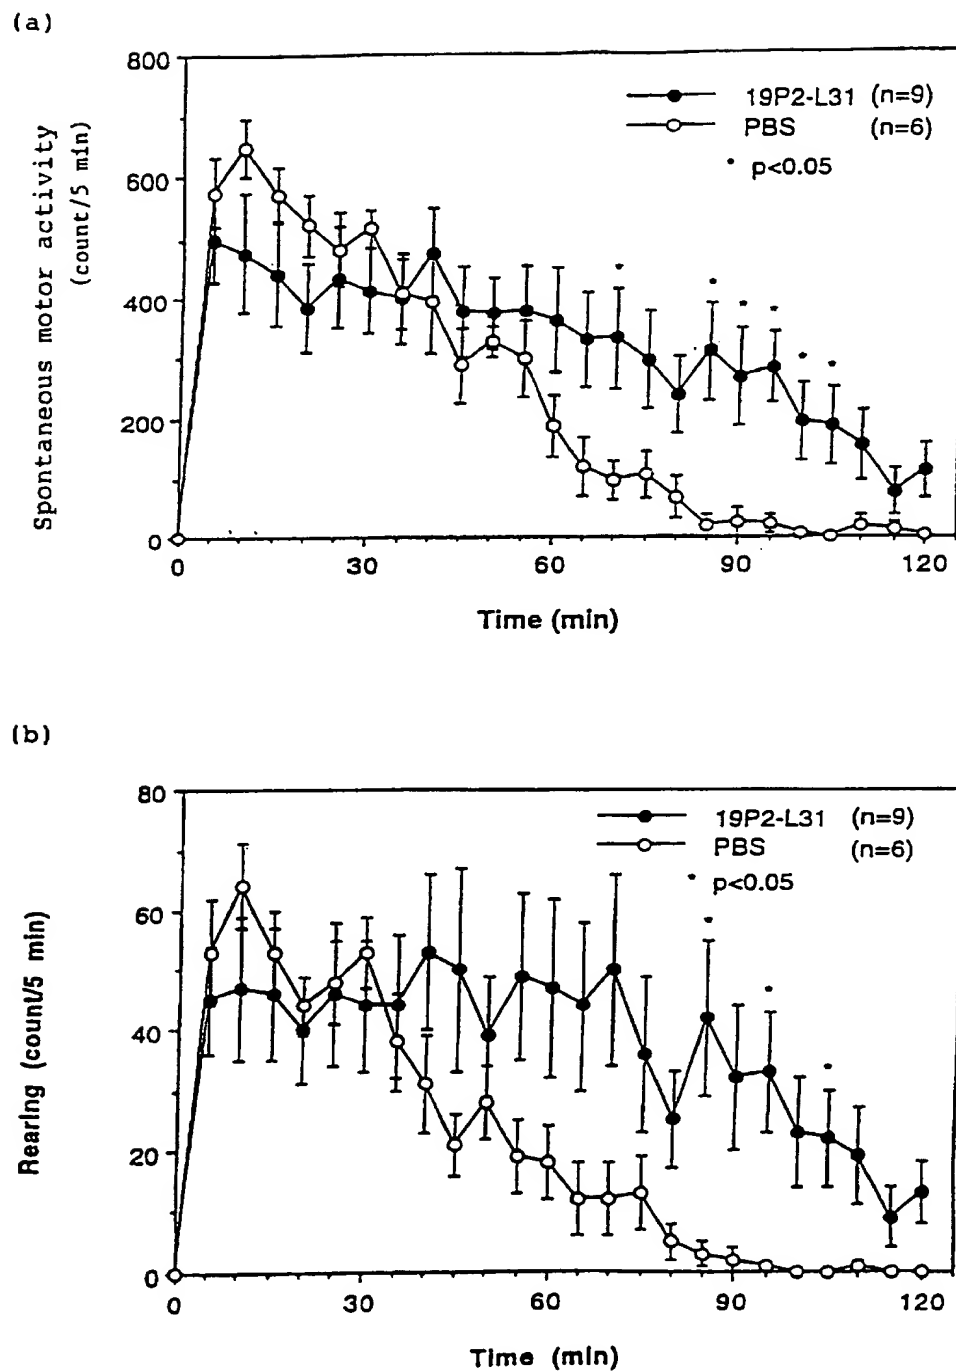 (a)
800
600
400
200
0
Spontaneous motor activity
(count/5 min)
19P2-L31 (n=9)
PBS (n=6)
* p<0.05
0 30 60 90 120
Time (min)
(b)
80
60
40
20
0
Rearing (count/5 min)
19P2-L31 (n=9)
PBS (n=6)
* p<0.05
0 30 60 90 120
Time (min)